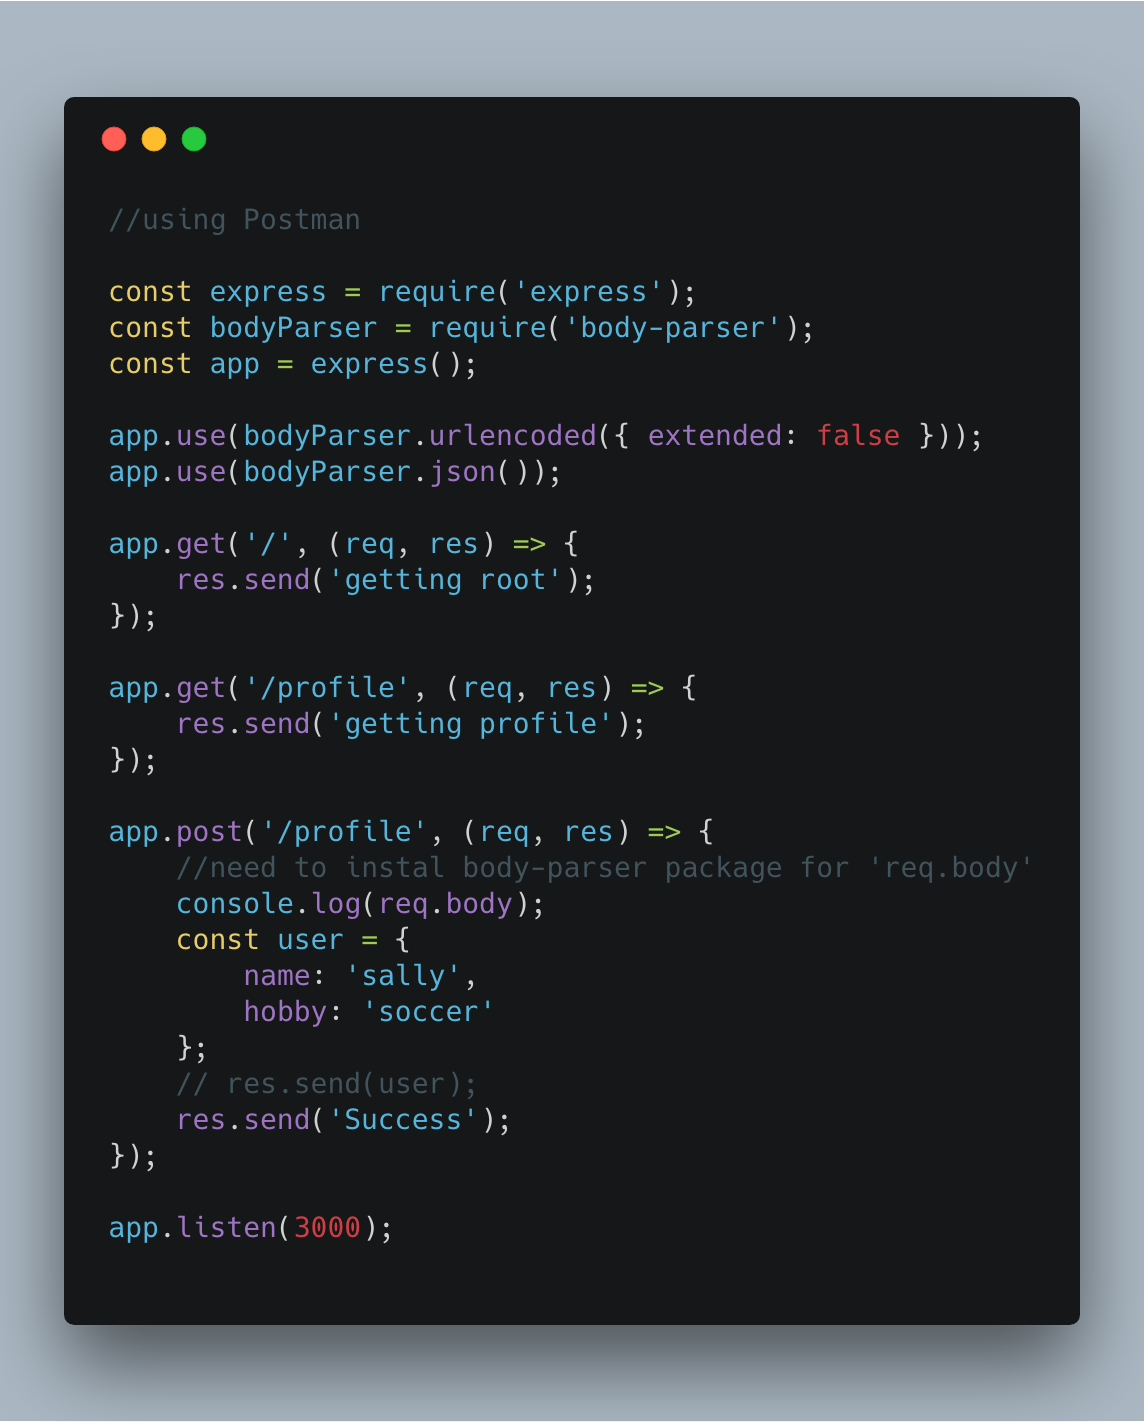 //using Postman

const express = require('express');
const bodyParser = require('body-parser');
const app = express();

app.use(bodyParser.urlencoded({ extended: false }));
app.use(bodyParser.json());

app.get('/', (req, res) => {
    res.send('getting root');
});

app.get('/profile', (req, res) => {
    res.send('getting profile');
});

app.post('/profile', (req, res) => {
    //need to instal body-parser package for 'req.body'
    console.log(req.body);
    const user = {
        name: 'sally',
        hobby: 'soccer'
    };
    // res.send(user);
    res.send('Success');
});

app.listen(3000);